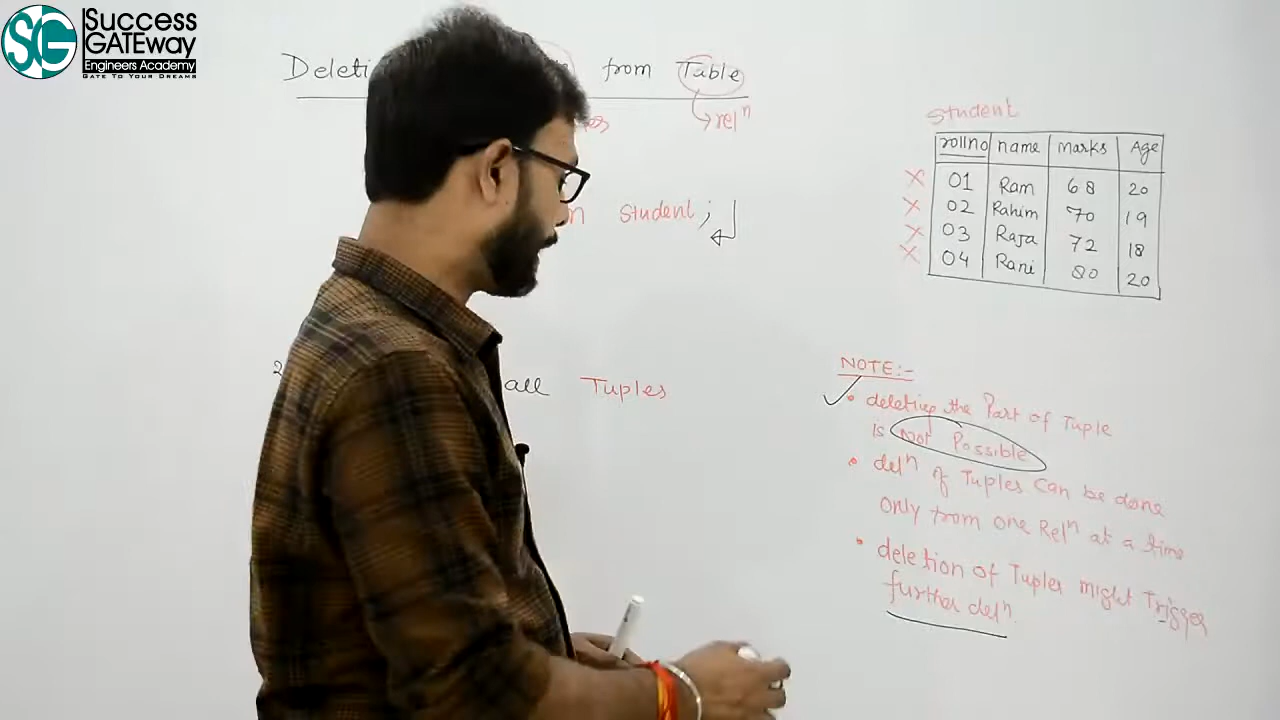 Success
GATEway
Engineers Academy
GATE TO YOUR DREAMS
Deleti from Table
relⁿ
student;
2
all Tuples
Student
rollno name Marks Age
X 01 Ram 68 20
X 02 Rahim 70 19
X 03 Raja 72 18
X 04 Rani 80 20
NOTE:-
• deleting the Part of Tuple
is Not Possible
• delⁿ of Tuples can be done
only from one Relⁿ at a time
• deletion of Tuples might Trigger
further delⁿ.